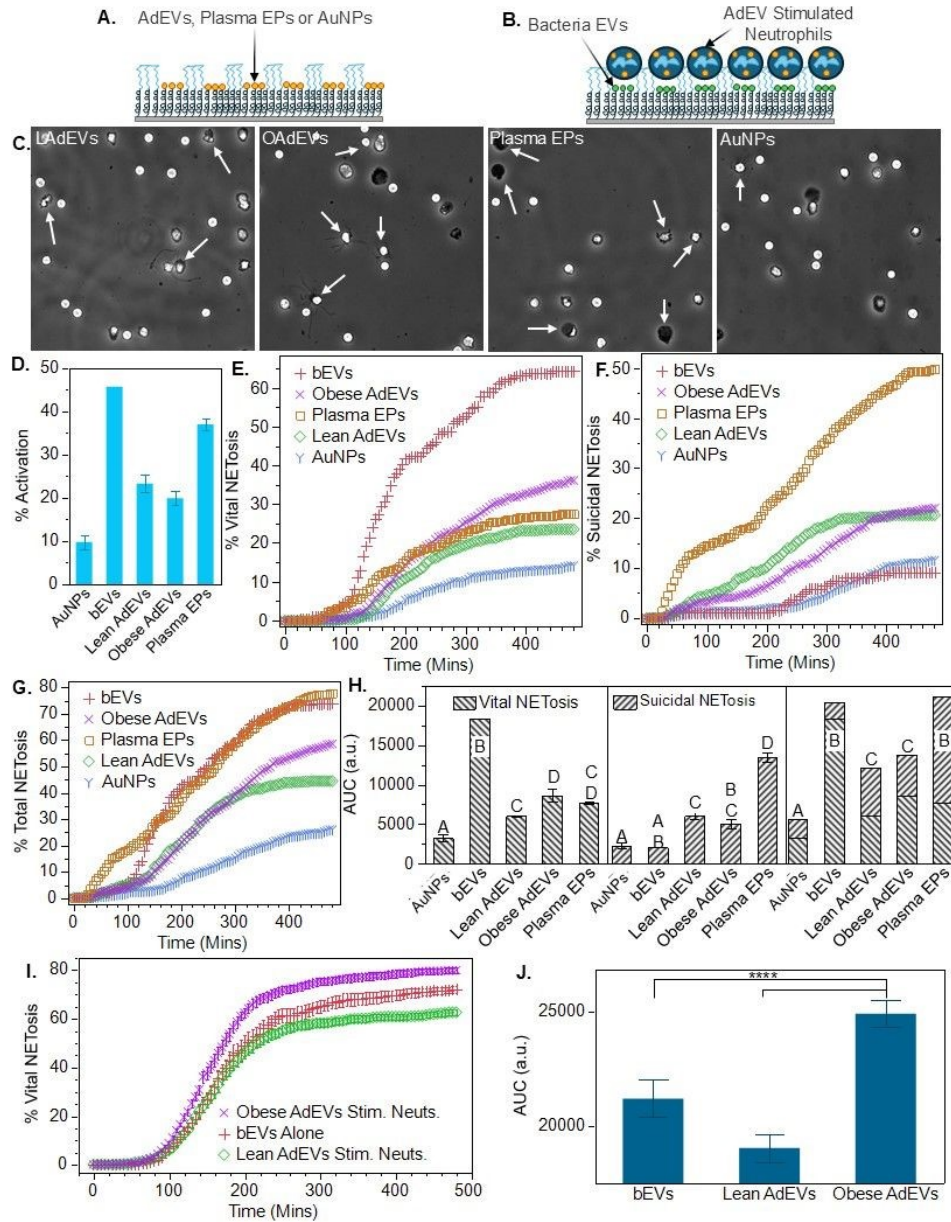 A.
AdEVs, Plasma EPs or AuNPs
B.
Bacteria EVs
AdEV Stimulated
Neutrophils
C.
LAdEVs
OAdEVs
Plasma EPs
AuNPs
D.
% Activation
50
40
30
20
10
0
AuNPs
bEVs
Lean AdEVs
Obese AdEVs
Plasma EPs
E.
% Vital NETosis
60
50
40
30
20
10
0
bEVs
Obese AdEVs
Plasma EPs
Lean AdEVs
AuNPs
0 100 200 300 400
Time (Mins)
F.
% Suicidal NETosis
50
40
30
20
10
0
bEVs
Obese AdEVs
Plasma EPs
Lean AdEVs
AuNPs
0 100 200 300 400
Time (Mins)
G.
% Total NETosis
80
70
60
50
40
30
20
10
0
bEVs
Obese AdEVs
Plasma EPs
Lean AdEVs
AuNPs
0 100 200 300 400
Time (Mins)
H.
AUC (a.u.)
20000
15000
10000
5000
0
Vital NETosis
Suicidal NETosis
A
B
C
D
C
D
A
A
B
C
B
C
D
A
B
C
C
B
AuNPs
bEVs
Lean AdEVs
Obese AdEVs
Plasma EPs
AuNPs
bEVs
Lean AdEVs
Obese AdEVs
Plasma EPs
AuNPs
bEVs
Lean AdEVs
Obese AdEVs
Plasma EPs
I.
% Vital NETosis
80
60
40
20
0
Obese AdEVs Stim. Neuts.
bEVs Alone
Lean AdEVs Stim. Neuts.
0 100 200 300 400 500
Time (Mins)
J.
AUC (a.u.)
25000
20000
****
bEVs
Lean AdEVs
Obese AdEVs